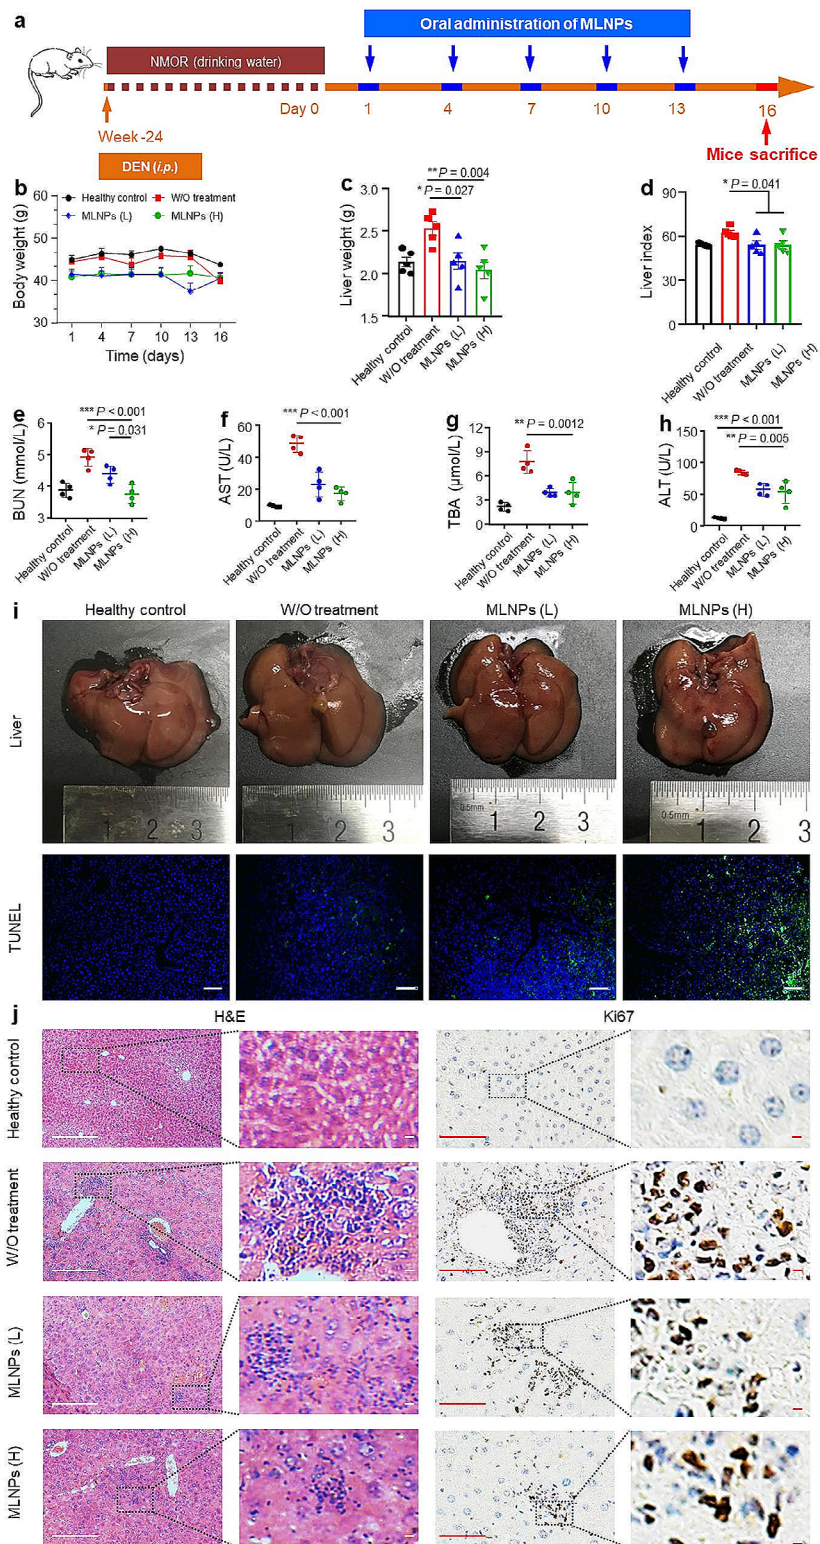 a
Oral administration of MLNPs
NMOR (drinking water)
Day 0
1
4
7
10
13
16
Week -24
Mice sacrifice
DEN (i.p.)
b
Body weight (g)
60
50
40
30
Healthy control
W/O treatment
MLNPs (L)
MLNPs (H)
1 4 7 10 13 16
Time (days)
c
Liver weight (g)
3.0
2.5
2.0
1.5
** P = 0.004
* P = 0.027
Healthy control
W/O treatment
MLNPs (L)
MLNPs (H)
d
Liver index
90
60
30
0
* P = 0.041
Healthy control
W/O treatment
MLNPs (L)
MLNPs (H)
e
BUN (mmol/L)
6
5
4
3
*** P < 0.001
* P = 0.031
Healthy control
W/O treatment
MLNPs (L)
MLNPs (H)
f
AST (U/L)
60
40
20
0
*** P < 0.001
Healthy control
W/O treatment
MLNPs (L)
MLNPs (H)
g
TBA (μmol/L)
12
9
6
3
0
** P = 0.0012
Healthy control
W/O treatment
MLNPs (L)
MLNPs (H)
h
ALT (U/L)
150
100
50
0
*** P < 0.001
** P = 0.005
Healthy control
W/O treatment
MLNPs (L)
MLNPs (H)
i
Healthy control
W/O treatment
MLNPs (L)
MLNPs (H)
Liver
1 2 3
1 2 3
0.5mm 1 2 3
0.5mm 1 2 3
TUNEL
j
H&E
Ki67
Healthy control
W/O treatment
MLNPs (L)
MLNPs (H)